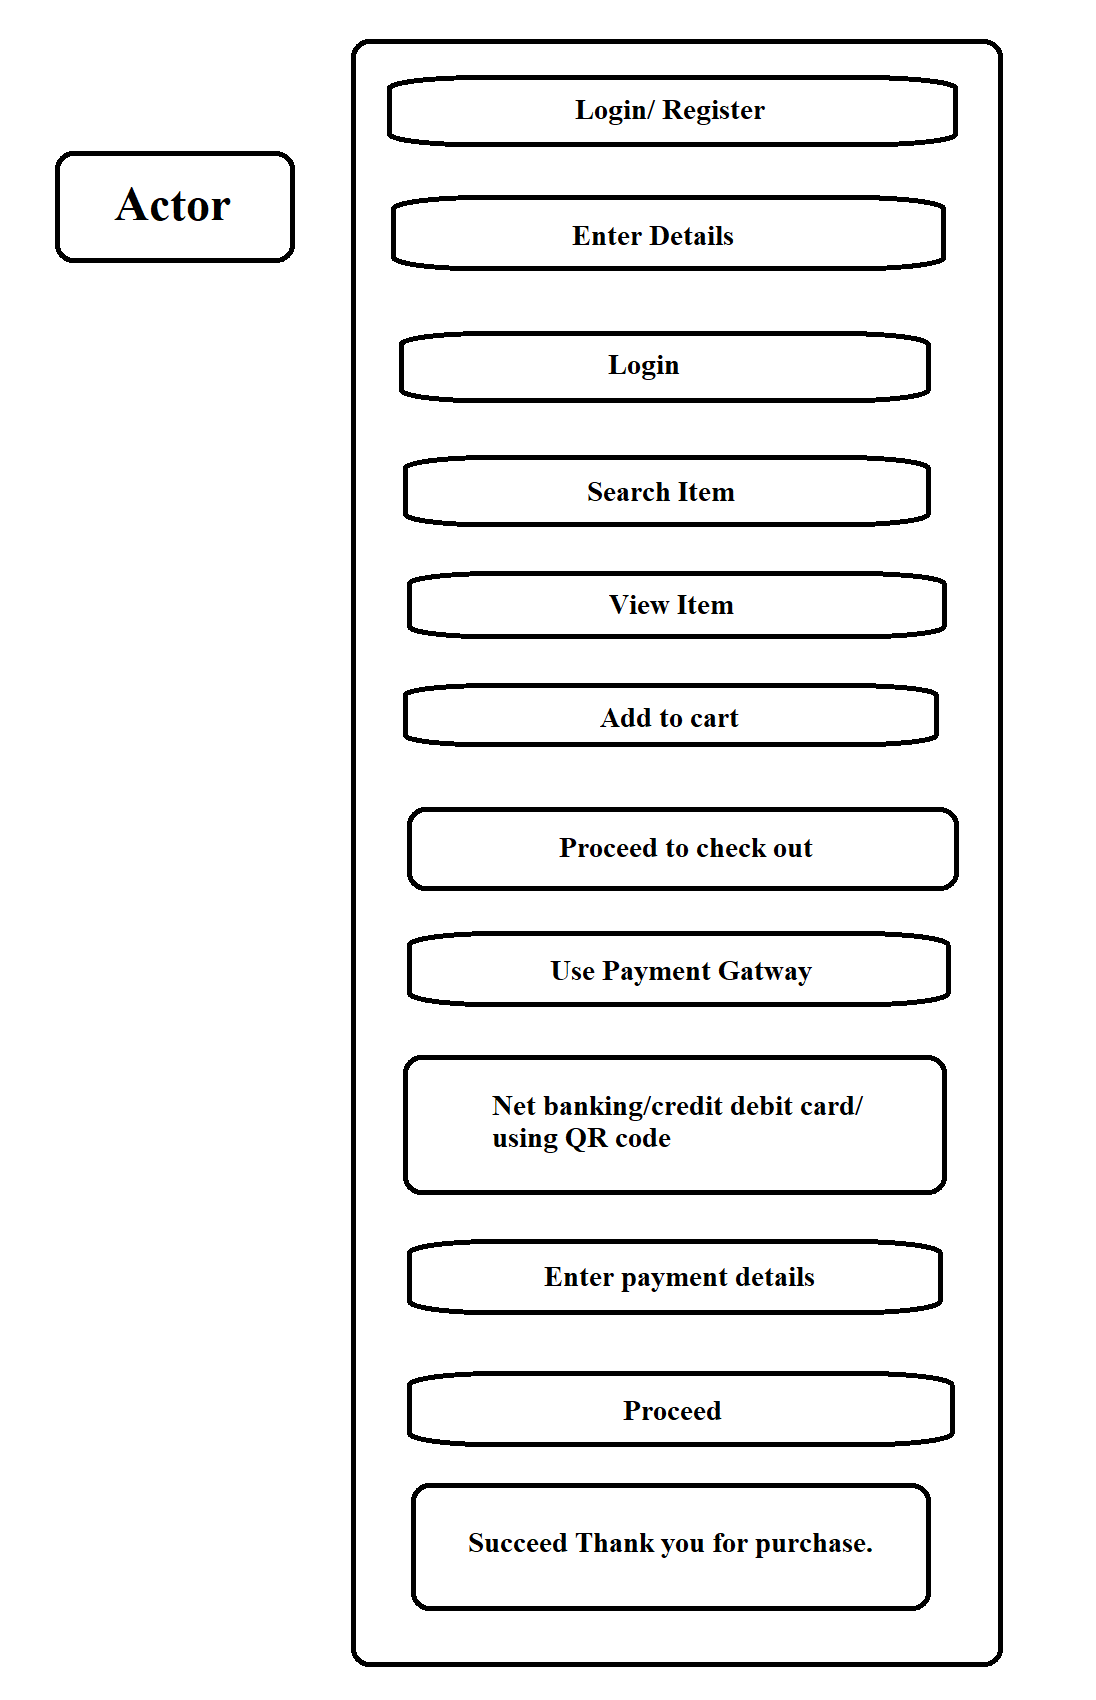 Login/ Register
Actor
Enter Details
Login
Search Item
View Item
Add to cart
Proceed to check out
Use Payment Gatway
Net banking/credit debit card/
using QR code
Enter payment details
Proceed
Succeed Thank you for purchase.